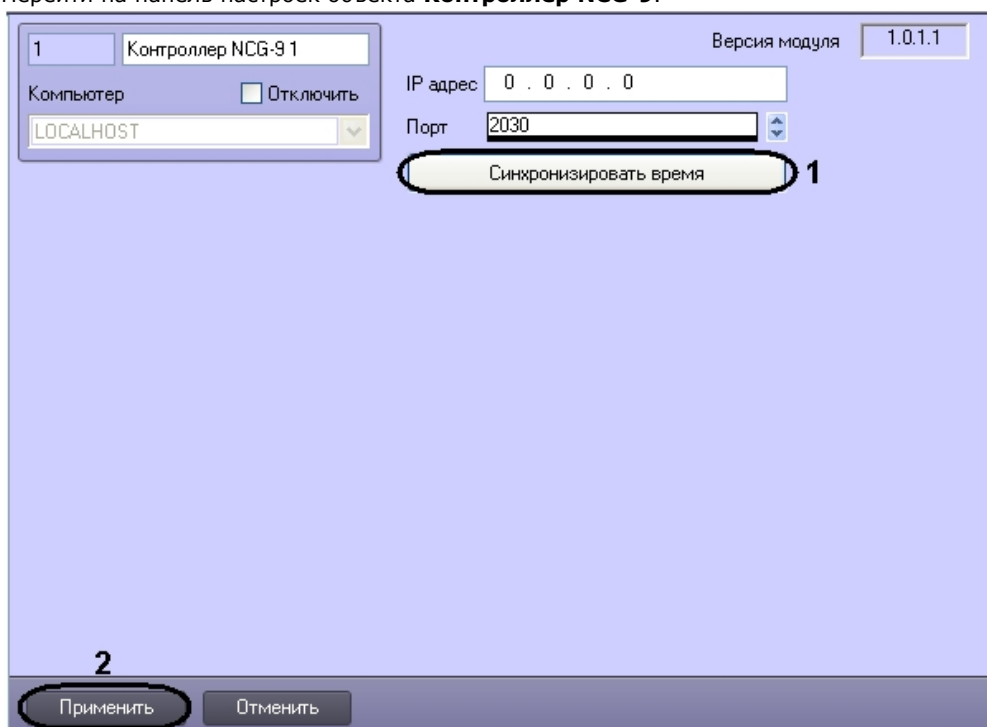 Перейти на панель настроек объекта Контроллер NCG-9.
1 Контроллер NCG-9 1 Версия модуля 1.0.1.1
Компьютер Отключить IP адрес 0 . 0 . 0 . 0
LOCALHOST Порт 2030
Синхронизировать время 1
2
Применить Отменить